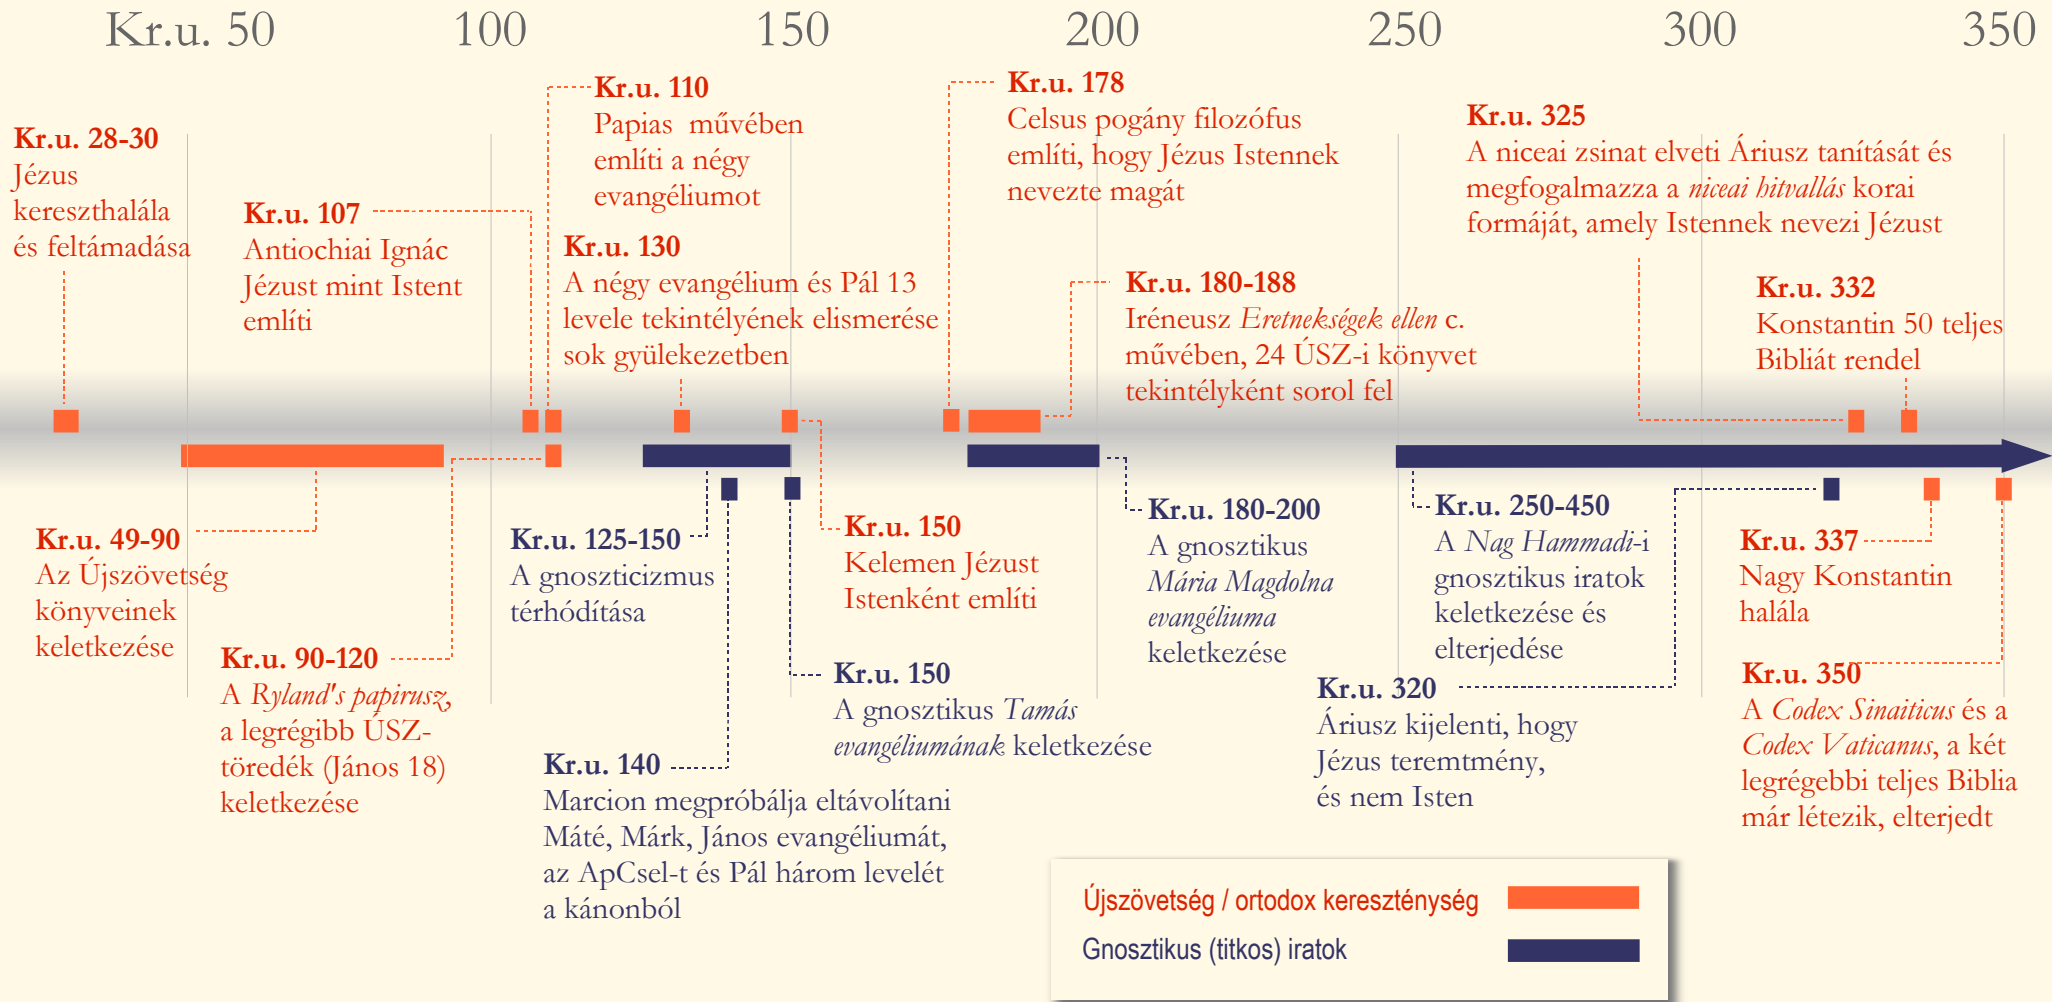 Kr.u. 50
100
150
200
250
300
350
Kr.u. 28-30
Jézus
kereszthalála
és feltámadása
Kr.u. 107
Antiochiai Ignác
Jézust mint Istent
említi
Kr.u. 110
Papias művében
említi a négy
evangéliumot
Kr.u. 130
A négy evangélium és Pál 13
levele tekintélyének elismerése
sok gyülekezetben
Kr.u. 178
Celsus pogány filozófus
említi, hogy Jézus Istennek
nevezte magát
Kr.u. 180-188
Iréneusz Eretnekségek ellen c.
művében, 24 ÚSZ-i könyvet
tekintélyként sorol fel
Kr.u. 325
A niceai zsinat elveti Áriusz tanítását és
megfogalmazza a niceai hitvallás korai
formáját, amely Istennek nevezi Jézust
Kr.u. 332
Konstantin 50 teljes
Bibliát rendel
Kr.u. 49-90
Az Újszövetség
könyveinek
keletkezése
Kr.u. 90-120
A Ryland's papirusz,
a legrégibb ÚSZ-
töredék (János 18)
keletkezése
Kr.u. 125-150
A gnoszticizmus
térhódítása
Kr.u. 140
Marcion megpróbálja eltávolítani
Máté, Márk, János evangéliumát,
az ApCsel-t és Pál három levelét
a kánonból
Kr.u. 150
Kelemen Jézust
Istenként említi
Kr.u. 150
A gnosztikus Tamás
evangéliumának keletkezése
Kr.u. 180-200
A gnosztikus
Mária Magdolna
evangéliuma
keletkezése
Kr.u. 250-450
A Nag Hammadi-i
gnosztikus iratok
keletkezése és
elterjedése
Kr.u. 320
Áriusz kijelenti, hogy
Jézus teremtmény,
és nem Isten
Kr.u. 337
Nagy Konstantin
halála
Kr.u. 350
A Codex Sinaiticus és a
Codex Vaticanus, a két
legrégebbi teljes Biblia
már létezik, elterjedt
Újszövetség / ortodox kereszténység
Gnosztikus (titkos) iratok